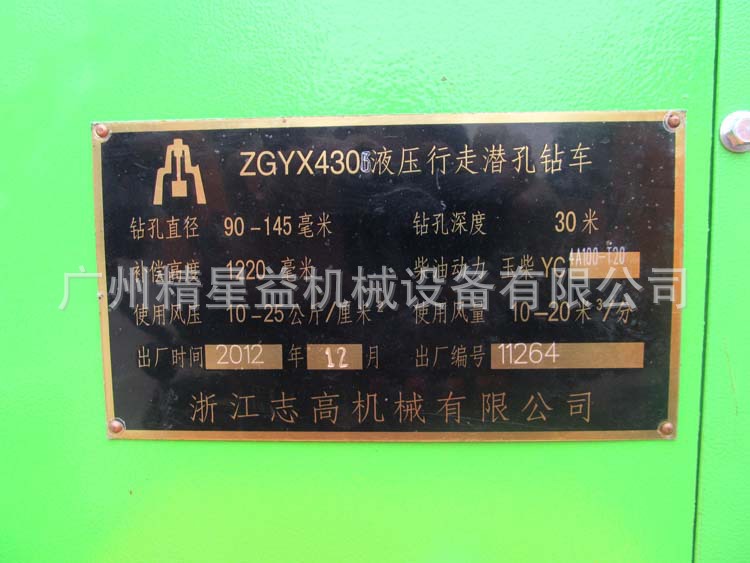 ZGYX430 液压行走潜孔钻车
钻孔直径 90-145毫米 钻孔深度 30米
补偿高度 1220毫米 柴油动力 玉柴 YC 4A100-T20
广州精星益机械设备有限公司
使用风压 10-25公斤/厘米² 使用风量 10-20米³/分
出厂时间 2012 年 12 月 出厂编号 11264
浙江志高机械有限公司